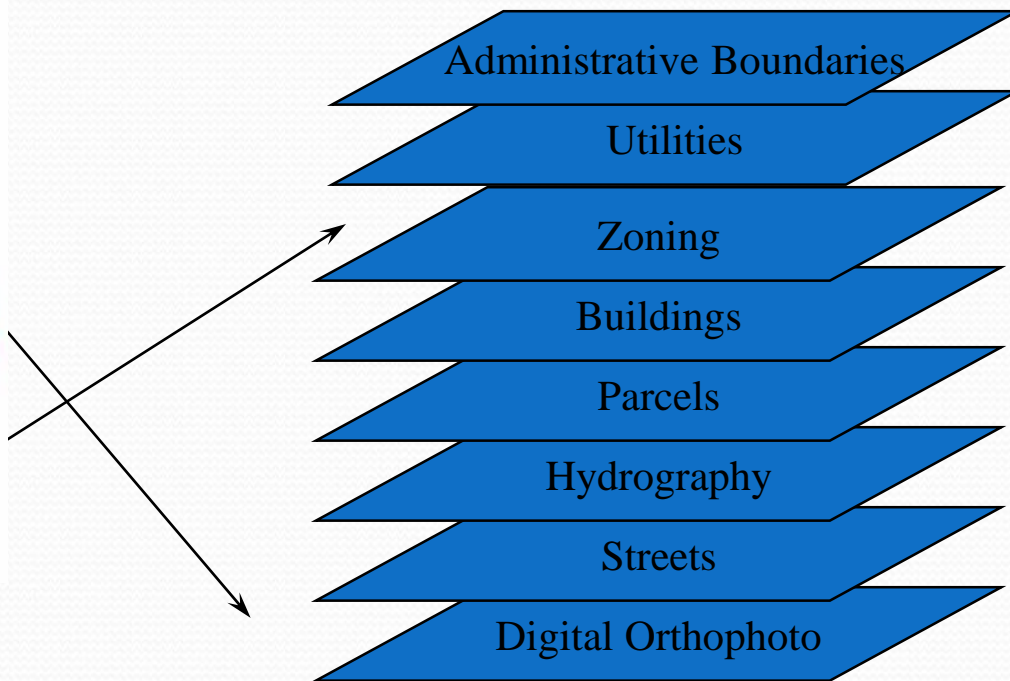 Administrative Boundaries
Utilities
Zoning
Buildings
Parcels
Hydrography
Streets
Digital Orthophoto